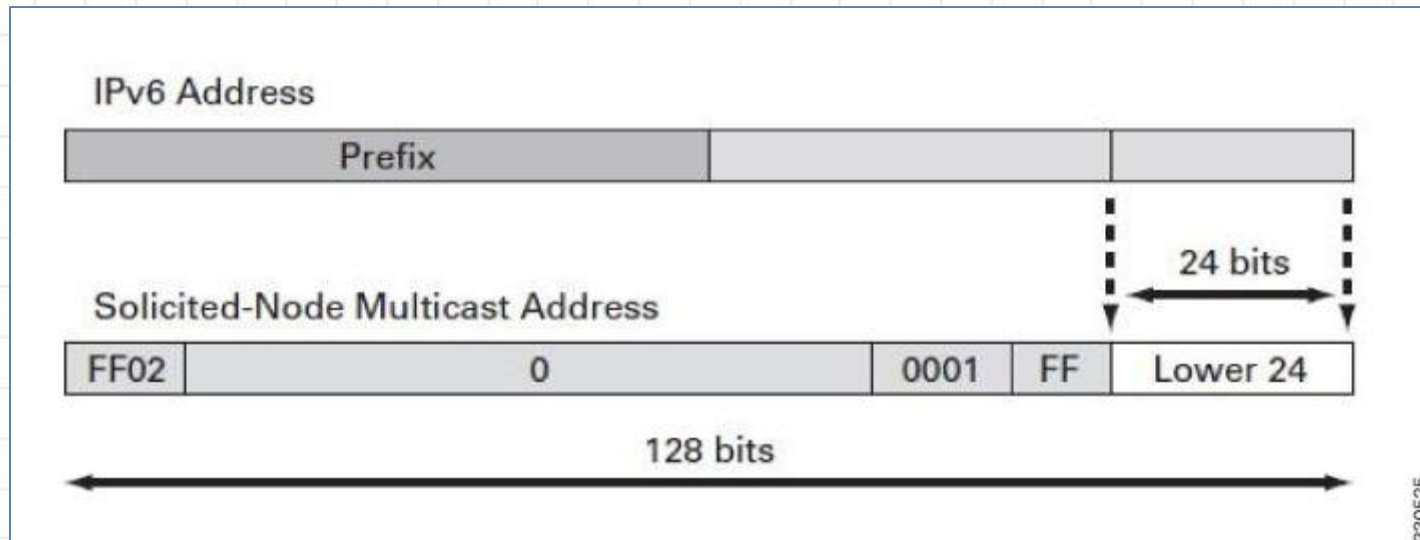 IPv6 Address
Prefix
24 bits
Solicited-Node Multicast Address
FF02 0 0001 FF Lower 24
128 bits